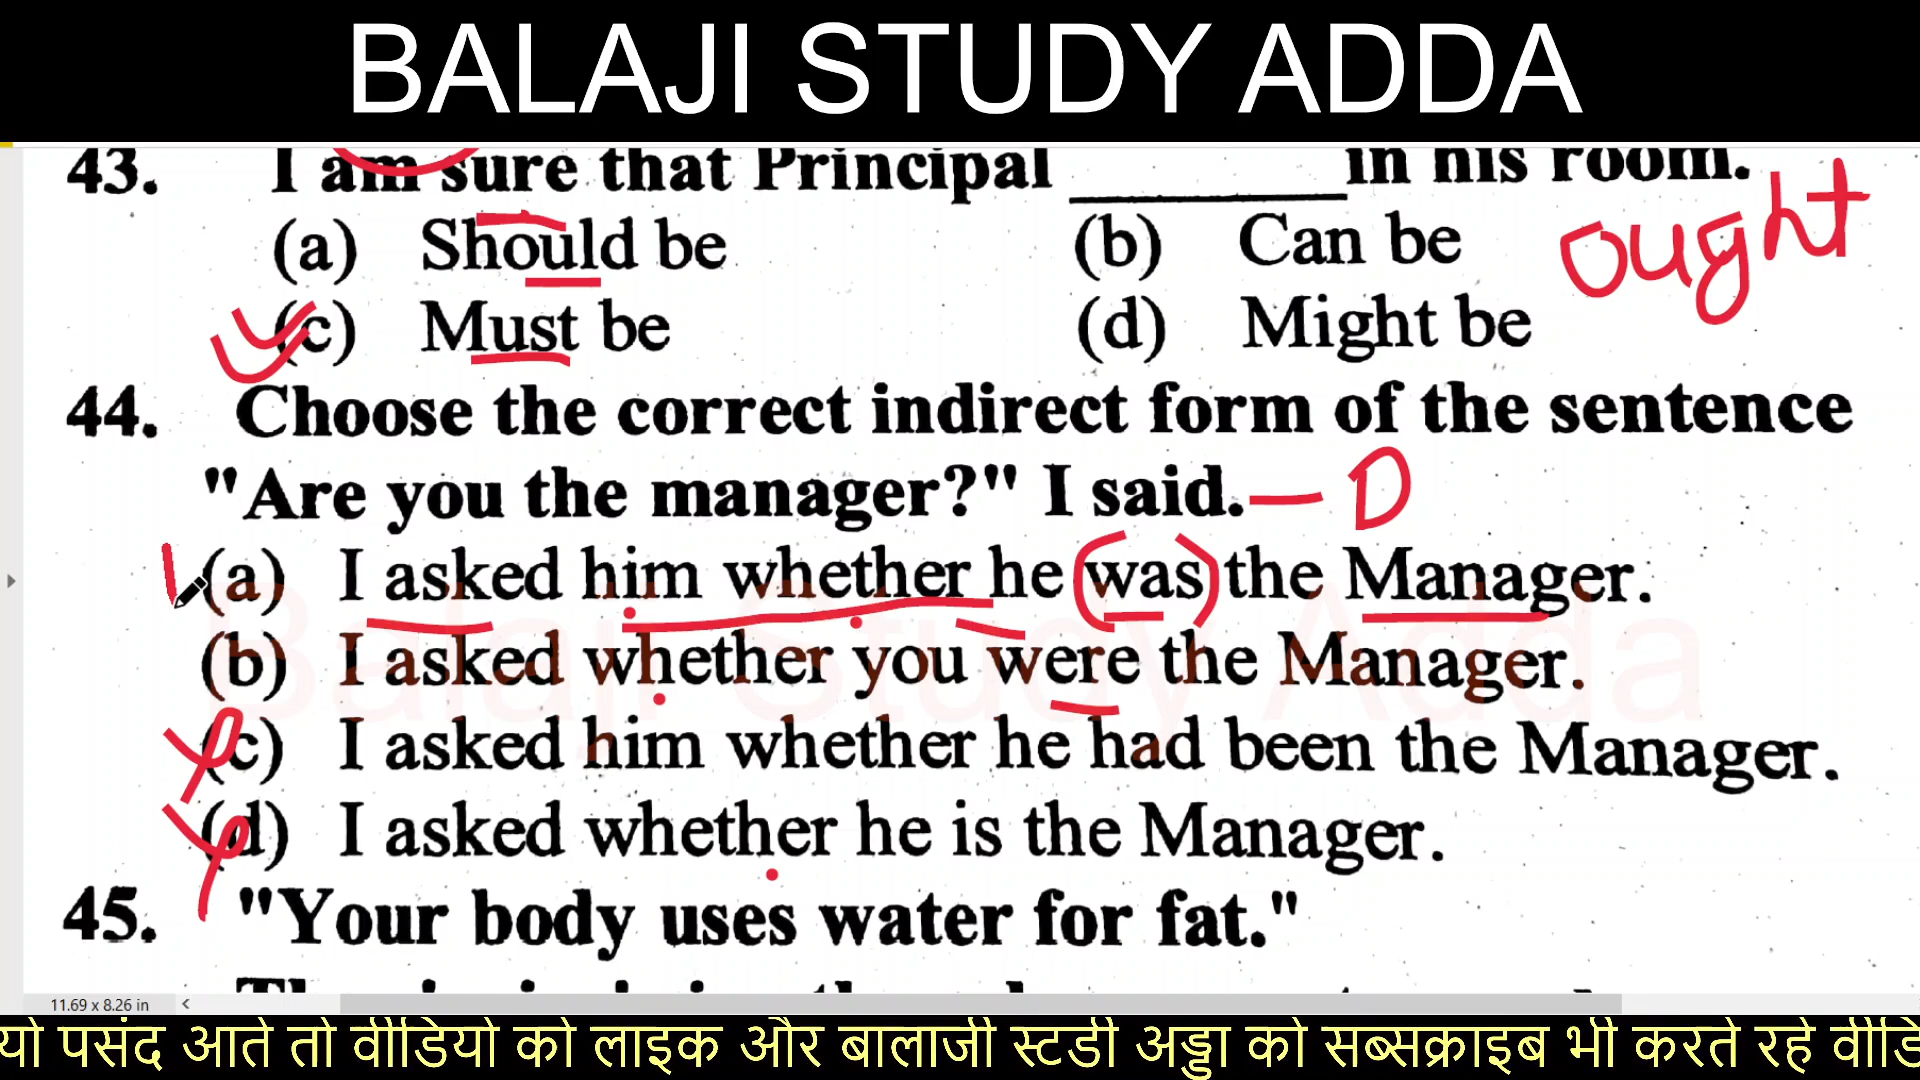 BALAJI STUDY ADDA
43. I am sure that Principal ________ in his room.
(a) Should be (b) Can be ought
(c) Must be (d) Might be
44. Choose the correct indirect form of the sentence
"Are you the manager?" I said. — D
(a) I asked him whether he (was) the Manager.
(b) I asked whether you were the Manager.
(c) I asked him whether he had been the Manager.
(d) I asked whether he is the Manager.
Balaji Study Adda
45. "Your body uses water for fat."
11.69 x 8.26 in
पसंद आते तो वीडियो को लाइक और बालाजी स्टडी अड्डा को सब्सक्राइब भी करते रहे